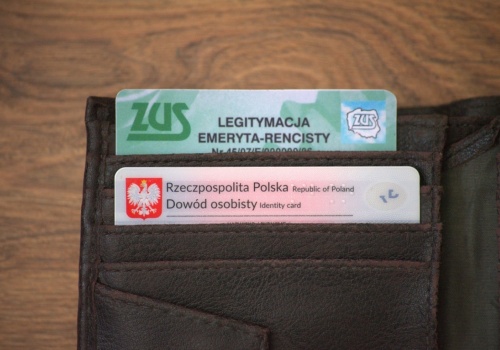 ZUS
LEGITYMACJA
EMERYTA-RENCISTY
ZUS
Rzeczpospolita Polska Republic of Poland
Dowód osobisty Identity card